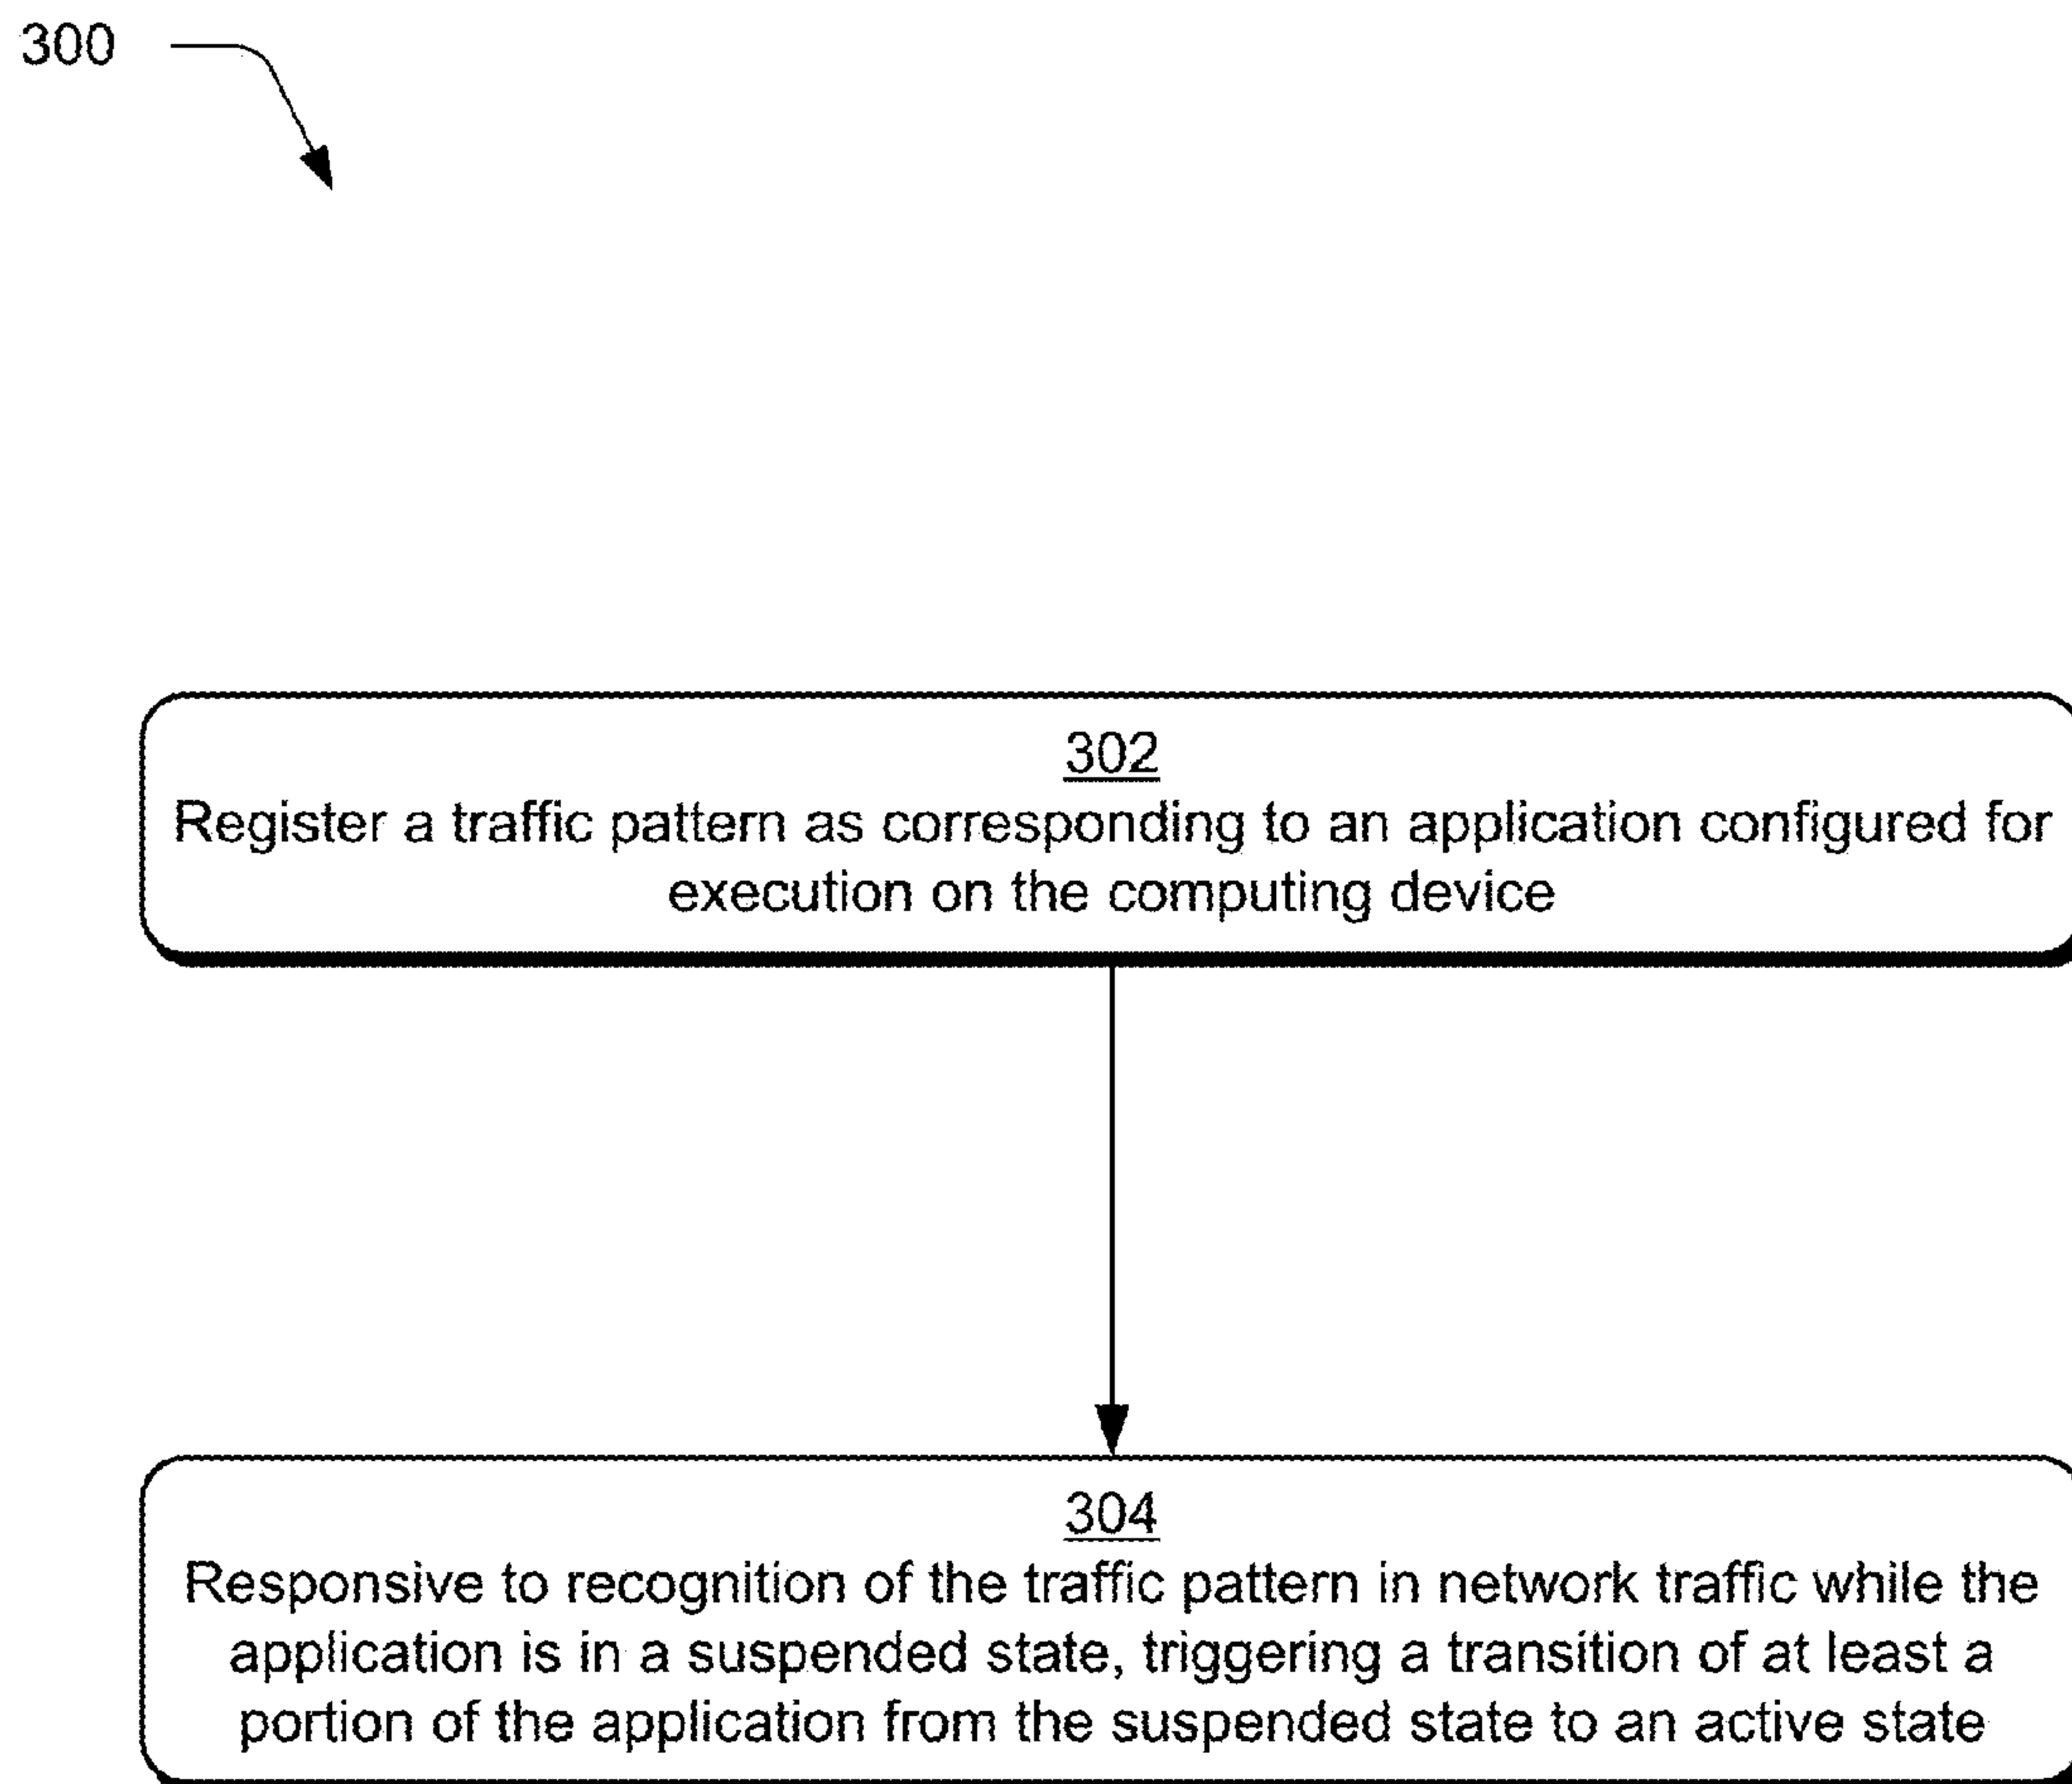 300
302
Register a traffic pattern as corresponding to an application configured for
execution on the computing device
304
Responsive to recognition of the traffic pattern in network traffic while the
application is in a suspended state, triggering a transition of at least a
portion of the application from the suspended state to an active state